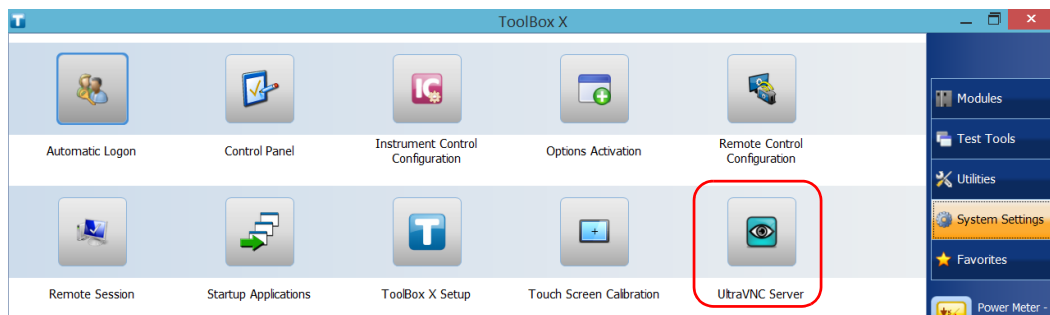 ToolBox X
Automatic Logon
Control Panel
Instrument Control
Configuration
Options Activation
Remote Control
Configuration
Remote Session
Startup Applications
ToolBox X Setup
Touch Screen Calibration
UltraVNC Server
Modules
Test Tools
Utilities
System Settings
Favorites
Power Meter -